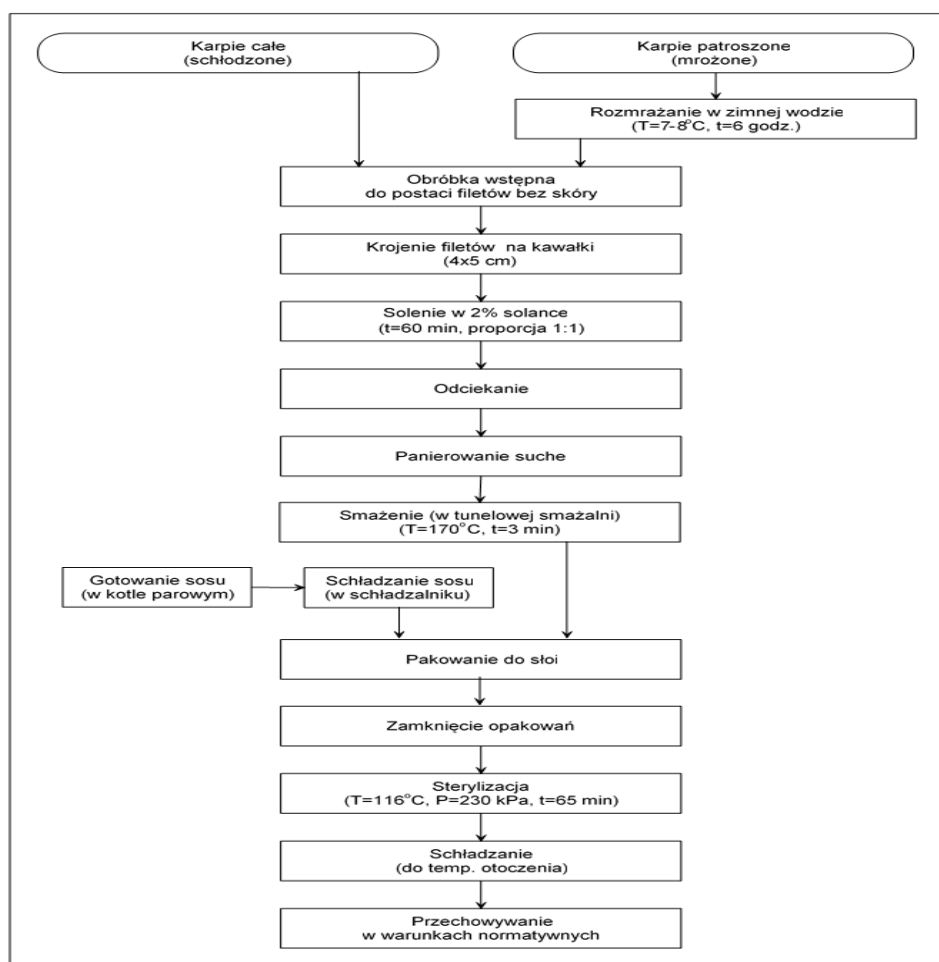 Karpie całe
(schłodzone)
Karpie patroszone
(mrożone)
Rozmrażanie w zimnej wodzie
(T=7-8°C, t=6 godz.)
Obróbka wstępna
do postaci filetów bez skóry
Krojenie filetów na kawałki
(4x5 cm)
Solenie w 2% solance
(t=60 min, proporcja 1:1)
Odciekanie
Panierowanie suche
Smażenie (w tunelowej smażalni)
(T=170°C, t=3 min)
Gotowanie sosu
(w kotle parowym)
Schładzanie sosu
(w schładzalniku)
Pakowanie do słoi
Zamknięcie opakowań
Sterylizacja
(T=116°C, P=230 kPa, t=65 min)
Schładzanie
(do temp. otoczenia)
Przechowywanie
w warunkach normatywnych